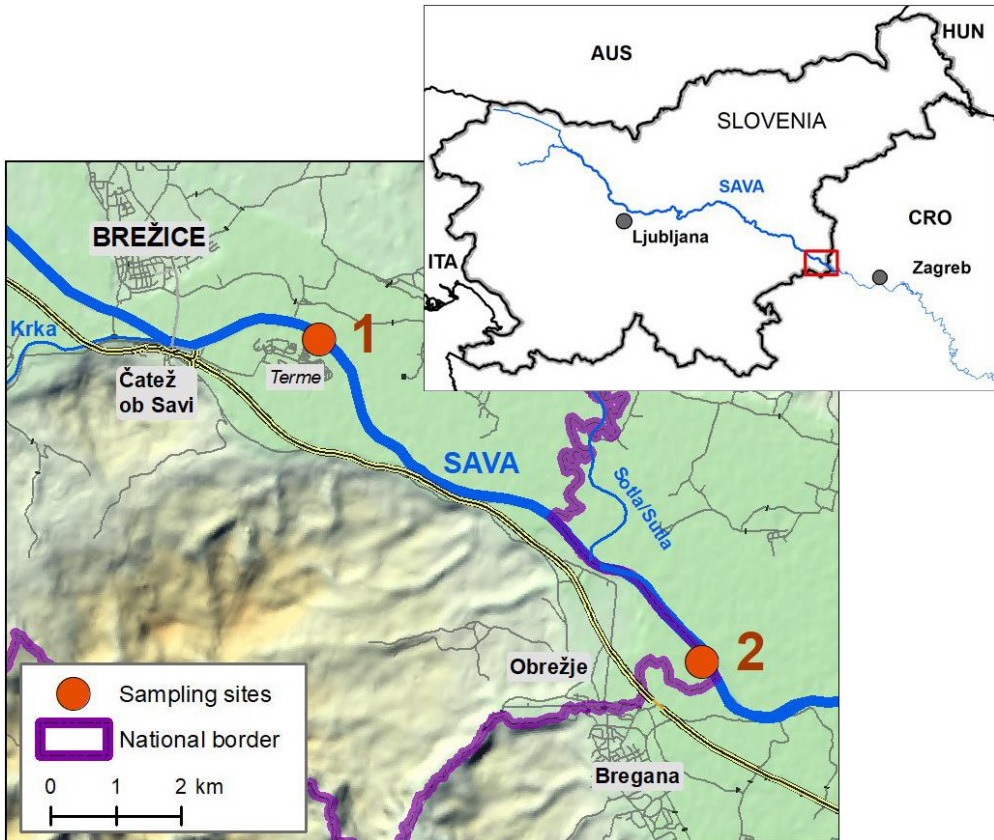 AUS
HUN
SLOVENIA
SAVA
CRO
Ljubljana
Zagreb
ITA
BREŽICE
Krka
1
Terme
Čatež
ob Savi
SAVA
Sotla/Sutla
2
Obrežje
Bregana
Sampling sites
National border
0 1 2 km